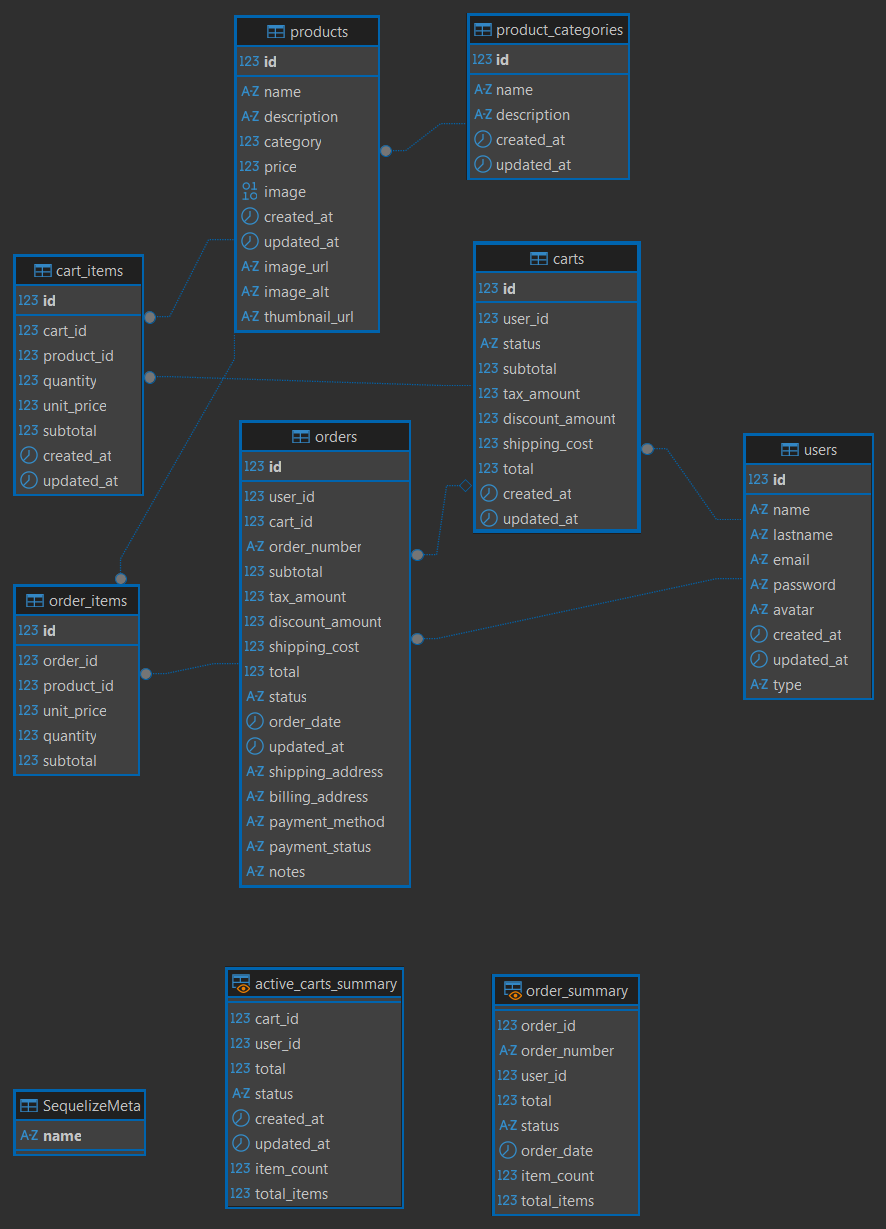 products
123 id
A-Z name
A-Z description
123 category
123 price
01 10 image
created_at
updated_at
A-Z image_url
A-Z image_alt
A-Z thumbnail_url
product_categories
123 id
A-Z name
A-Z description
created_at
updated_at
cart_items
123 id
123 cart_id
123 product_id
123 quantity
123 unit_price
123 subtotal
created_at
updated_at
carts
123 id
123 user_id
A-Z status
123 subtotal
123 tax_amount
123 discount_amount
123 shipping_cost
123 total
created_at
updated_at
orders
123 id
123 user_id
123 cart_id
A-Z order_number
123 subtotal
123 tax_amount
123 discount_amount
123 shipping_cost
123 total
A-Z status
order_date
updated_at
A-Z shipping_address
A-Z billing_address
A-Z payment_method
A-Z payment_status
A-Z notes
users
123 id
A-Z name
A-Z lastname
A-Z email
A-Z password
A-Z avatar
created_at
updated_at
A-Z type
order_items
123 id
123 order_id
123 product_id
123 unit_price
123 quantity
123 subtotal
active_carts_summary
123 cart_id
123 user_id
123 total
A-Z status
created_at
updated_at
123 item_count
123 total_items
order_summary
123 order_id
A-Z order_number
123 user_id
123 total
A-Z status
order_date
123 item_count
123 total_items
SequelizeMeta
A-Z name